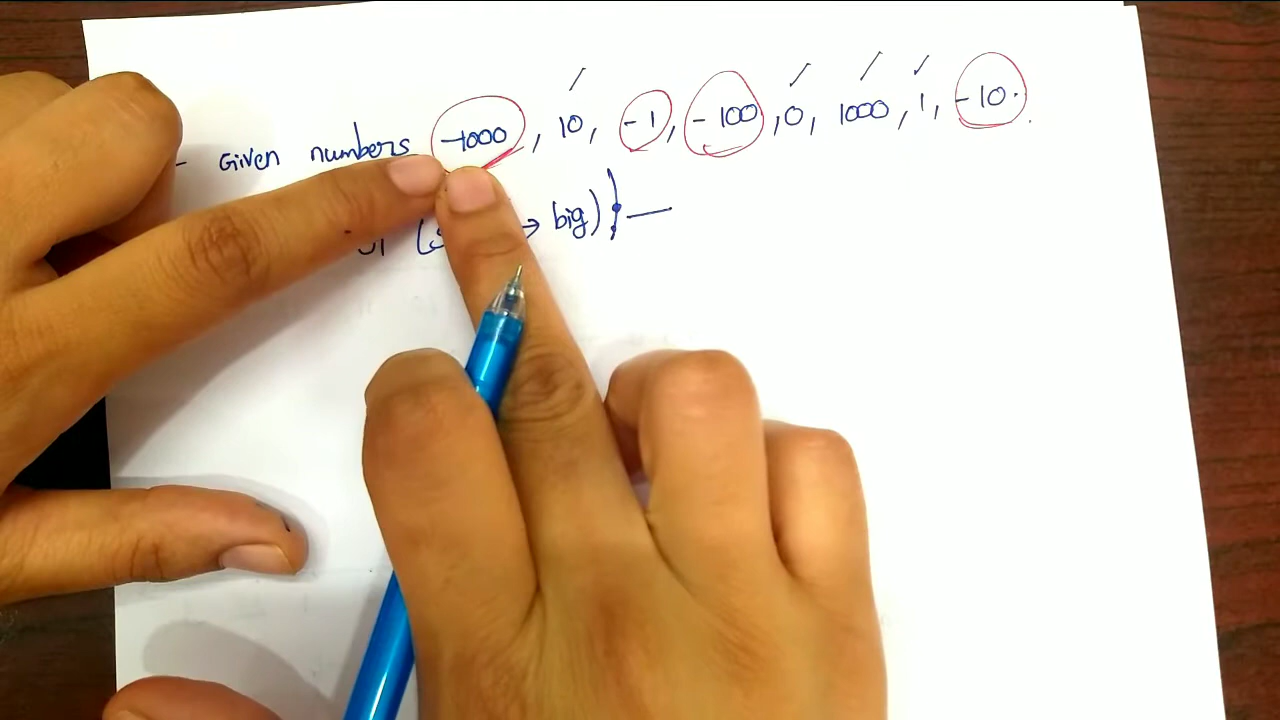 - Given numbers -1000, 10, -1, -100, 0, 1000, 1, -10.
→ big) } —